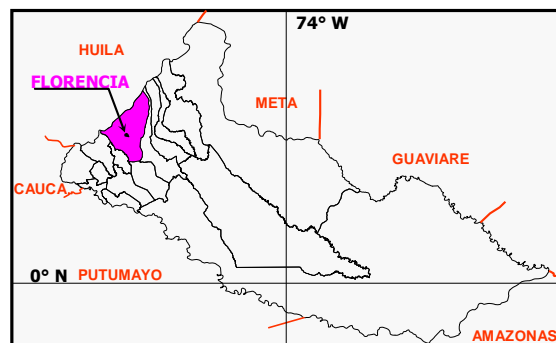 74° W
HUILA
FLORENCIA
META
GUAVIARE
CAUCA
0° N
PUTUMAYO
AMAZONAS